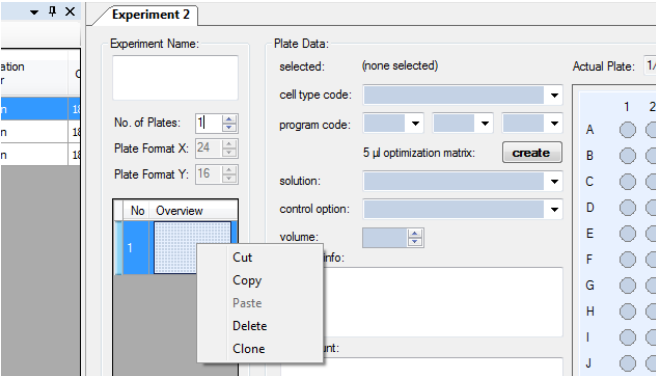 Experiment 2
ation
r
C
n
18
n
18
n
18
Experiment Name:
No. of Plates: 1
Plate Format X: 24
Plate Format Y: 16
No Overview
1
Plate Data:
selected: (none selected)
cell type code:
program code:
5 µl optimization matrix: create
solution:
control option:
volume:
info:
unt:
Cut
Copy
Paste
Delete
Clone
Actual Plate: 1/
1 2
A
B
C
D
E
F
G
H
I
J